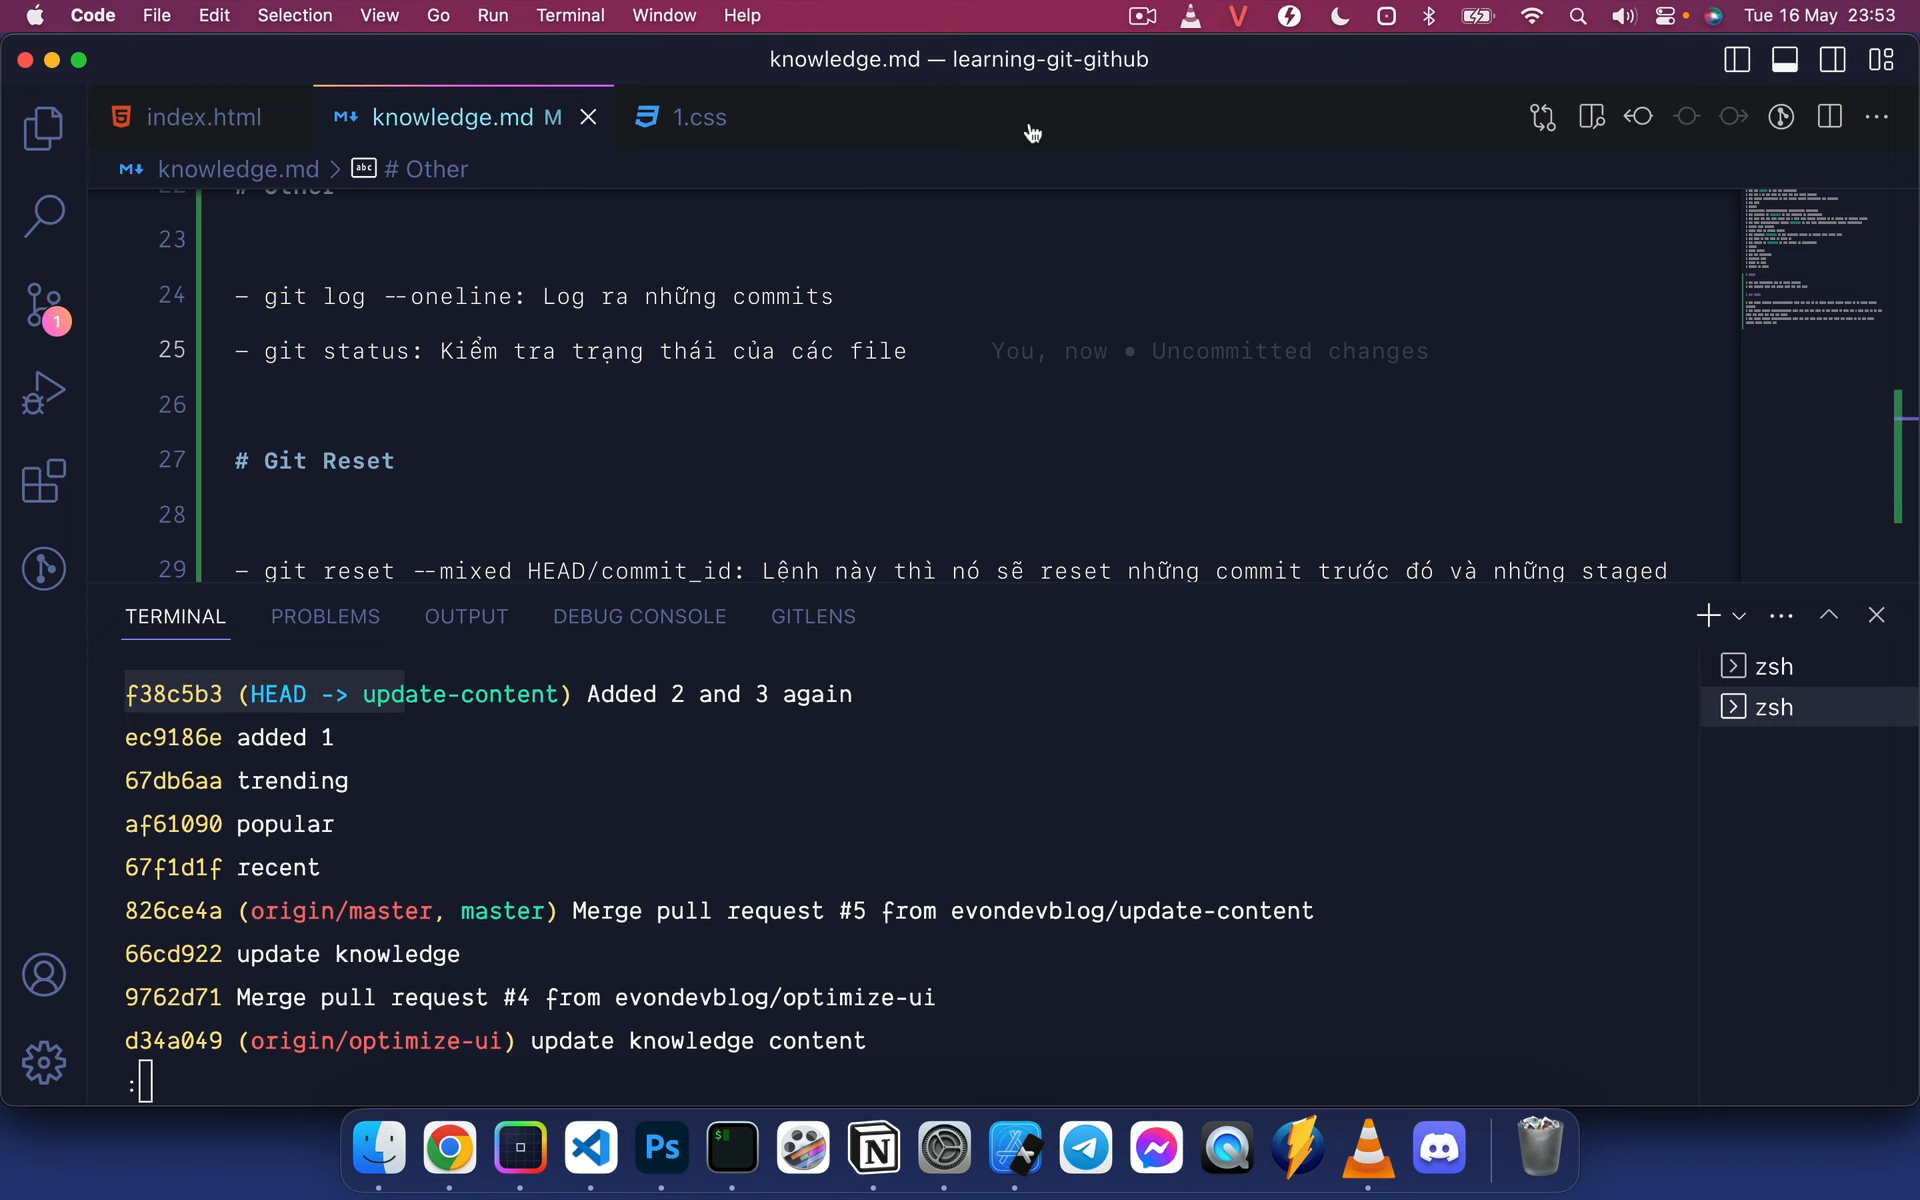 Code File Edit Selection View Go Run Terminal Window Help Tue 16 May 23:53
knowledge.md — learning-git-github
index.html knowledge.md M 1.css
knowledge.md > # Other
22 # Other
23
24 - git log --oneline: Log ra những commits
25 - git status: Kiểm tra trạng thái của các file You, now • Uncommitted changes
26
27 # Git Reset
28
29 - git reset --mixed HEAD/commit_id: Lệnh này thì nó sẽ reset những commit trước đó và những staged
1
TERMINAL PROBLEMS OUTPUT DEBUG CONSOLE GITLENS
zsh
zsh
f38c5b3 (HEAD -> update-content) Added 2 and 3 again
ec9186e added 1
67db6aa trending
af61090 popular
67f1d1f recent
826ce4a (origin/master, master) Merge pull request #5 from evondevblog/update-content
66cd922 update knowledge
9762d71 Merge pull request #4 from evondevblog/optimize-ui
d34a049 (origin/optimize-ui) update knowledge content
:
Ps